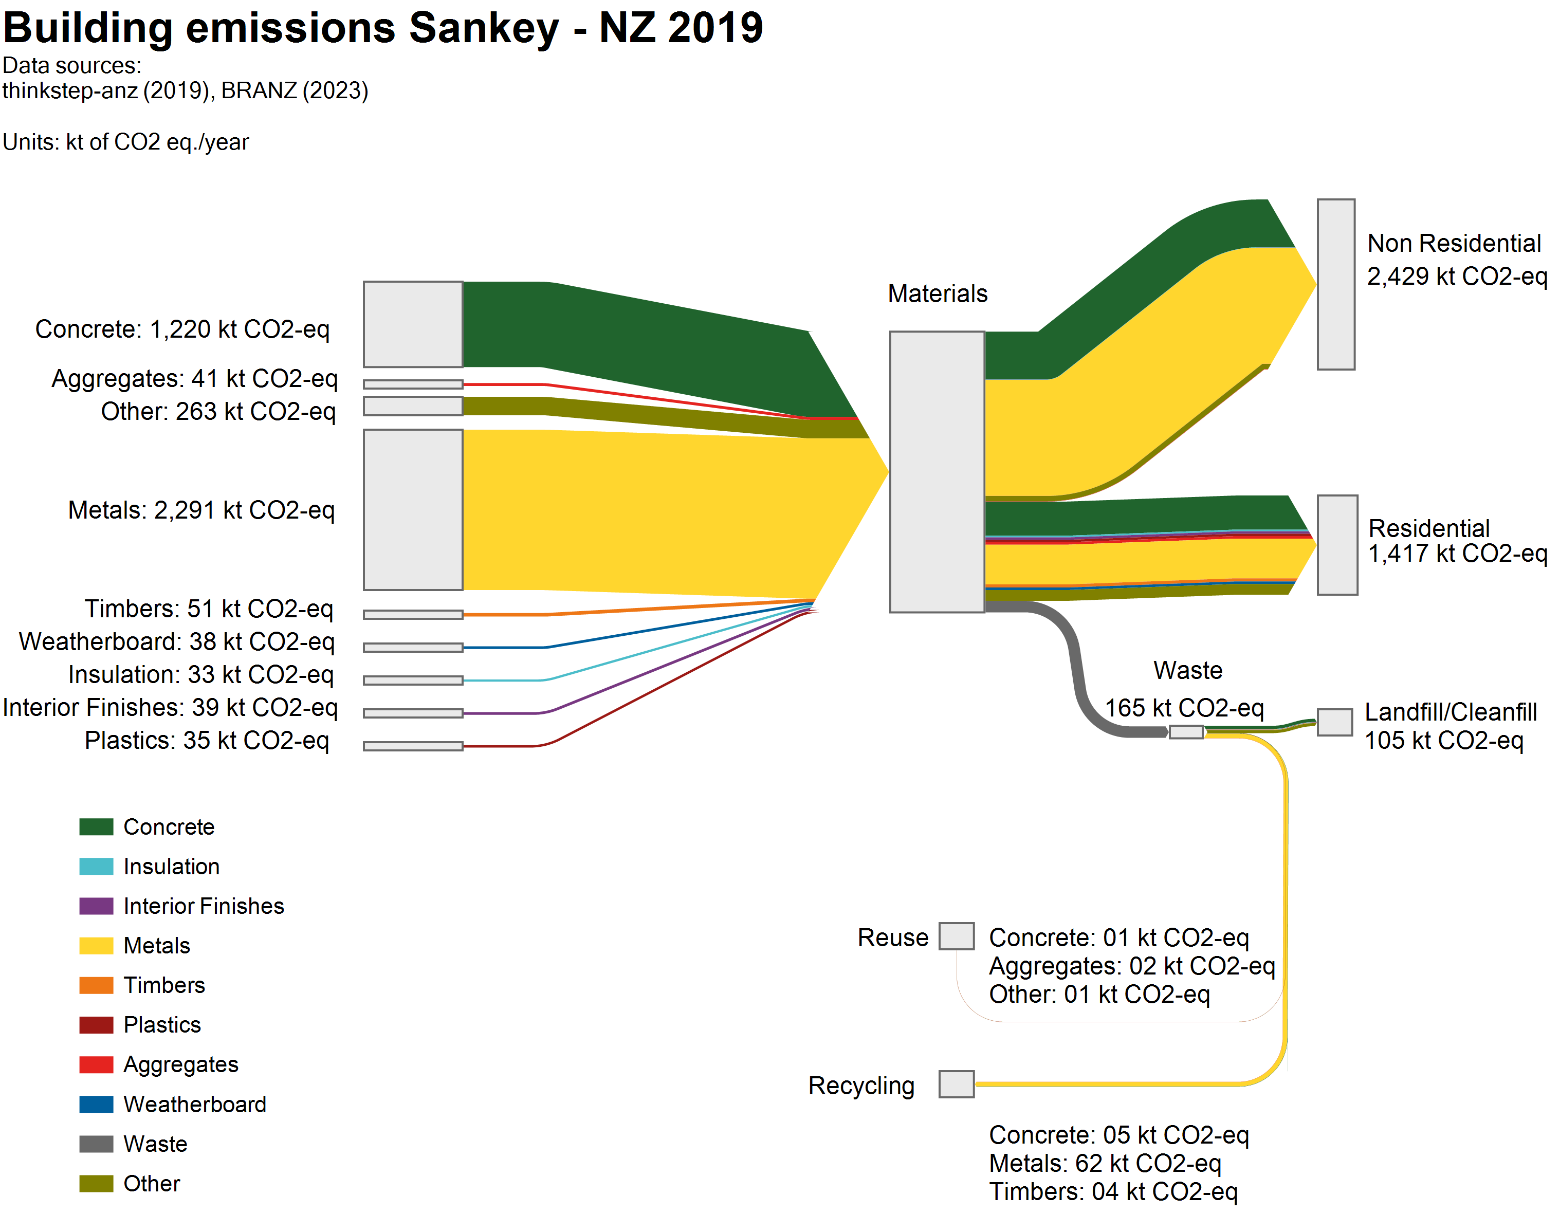 Building emissions Sankey - NZ 2019
Data sources:
thinkstep-anz (2019), BRANZ (2023)
Units: kt of CO2 eq./year
Concrete: 1,220 kt CO2-eq
Aggregates: 41 kt CO2-eq
Other: 263 kt CO2-eq
Metals: 2,291 kt CO2-eq
Timbers: 51 kt CO2-eq
Weatherboard: 38 kt CO2-eq
Insulation: 33 kt CO2-eq
Interior Finishes: 39 kt CO2-eq
Plastics: 35 kt CO2-eq
Materials
Non Residential
2,429 kt CO2-eq
Residential
1,417 kt CO2-eq
Waste
165 kt CO2-eq
Landfill/Cleanfill
105 kt CO2-eq
Reuse
Concrete: 01 kt CO2-eq
Aggregates: 02 kt CO2-eq
Other: 01 kt CO2-eq
Recycling
Concrete: 05 kt CO2-eq
Metals: 62 kt CO2-eq
Timbers: 04 kt CO2-eq
Concrete
Insulation
Interior Finishes
Metals
Timbers
Plastics
Aggregates
Weatherboard
Waste
Other